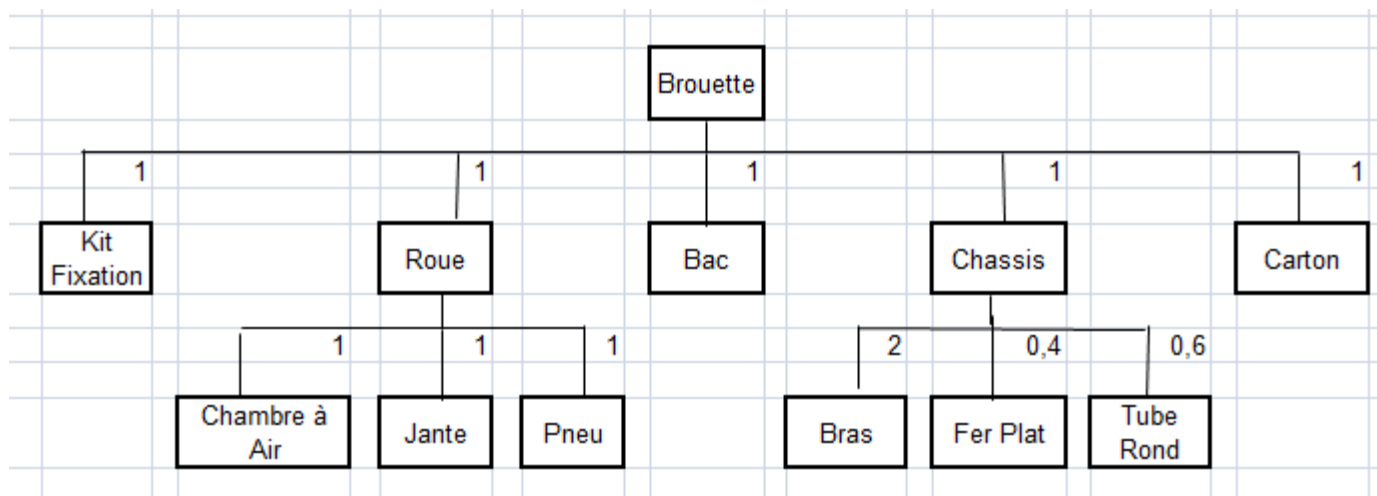 Brouette
1
1
1
1
1
Kit
Fixation
Roue
Bac
Chassis
Carton
1
1
1
2
0,4
0,6
Chambre à
Air
Jante
Pneu
Bras
Fer Plat
Tube
Rond